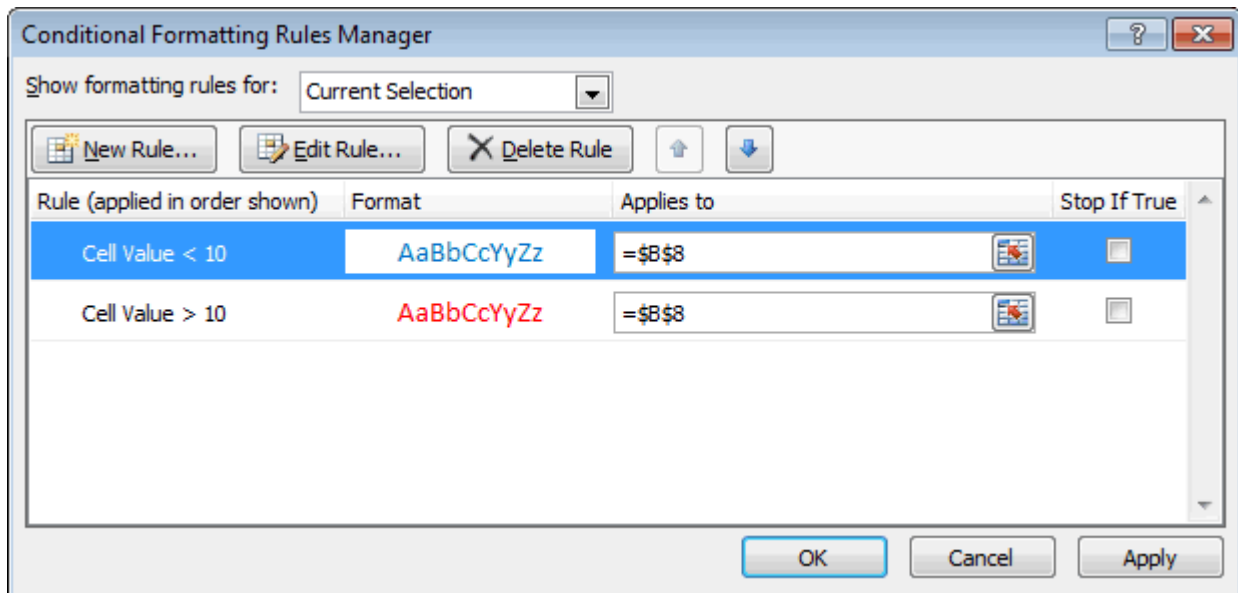 Conditional Formatting Rules Manager
Show formatting rules for: Current Selection
New Rule... Edit Rule... Delete Rule
Rule (applied in order shown) Format Applies to Stop If True
Cell Value < 10 AaBbCcYyZz =$B$8
Cell Value > 10 AaBbCcYyZz =$B$8
OK Cancel Apply